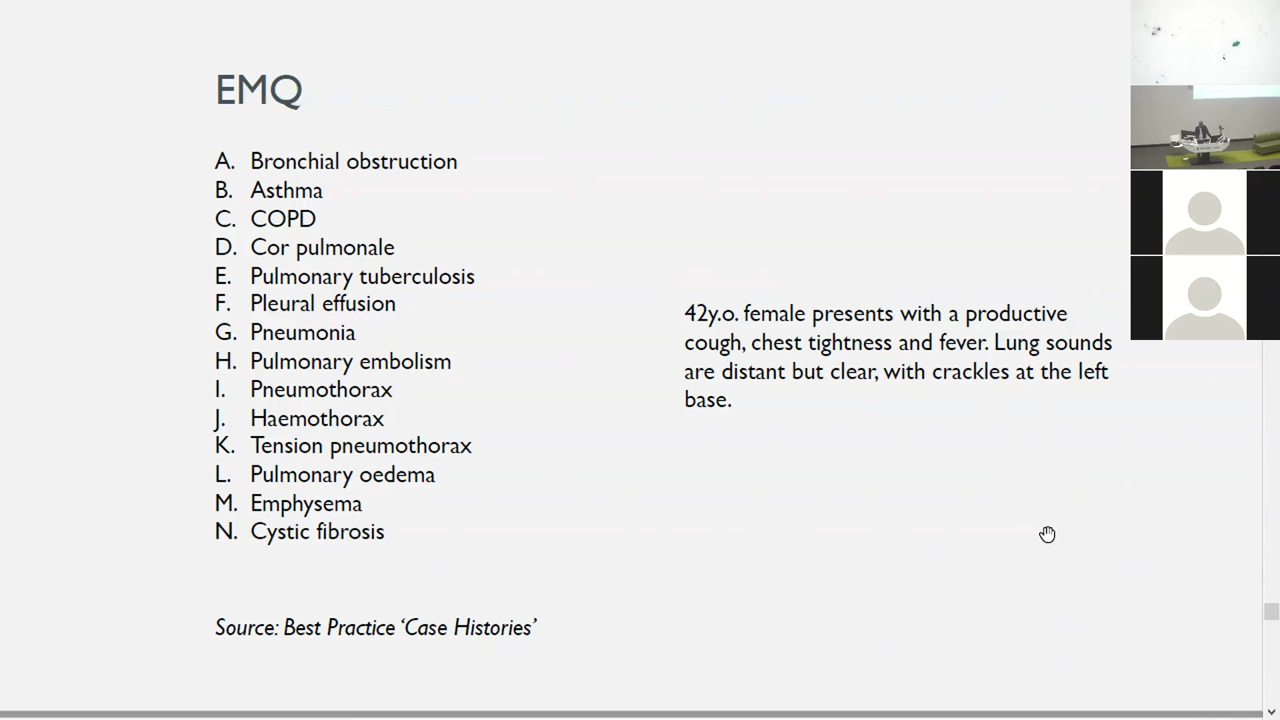 EMQ
A. Bronchial obstruction
B. Asthma
C. COPD
D. Cor pulmonale
E. Pulmonary tuberculosis
F. Pleural effusion
G. Pneumonia
H. Pulmonary embolism
I. Pneumothorax
J. Haemothorax
K. Tension pneumothorax
L. Pulmonary oedema
M. Emphysema
N. Cystic fibrosis
42y.o. female presents with a productive
cough, chest tightness and fever. Lung sounds
are distant but clear, with crackles at the left
base.
Source: Best Practice ‘Case Histories’